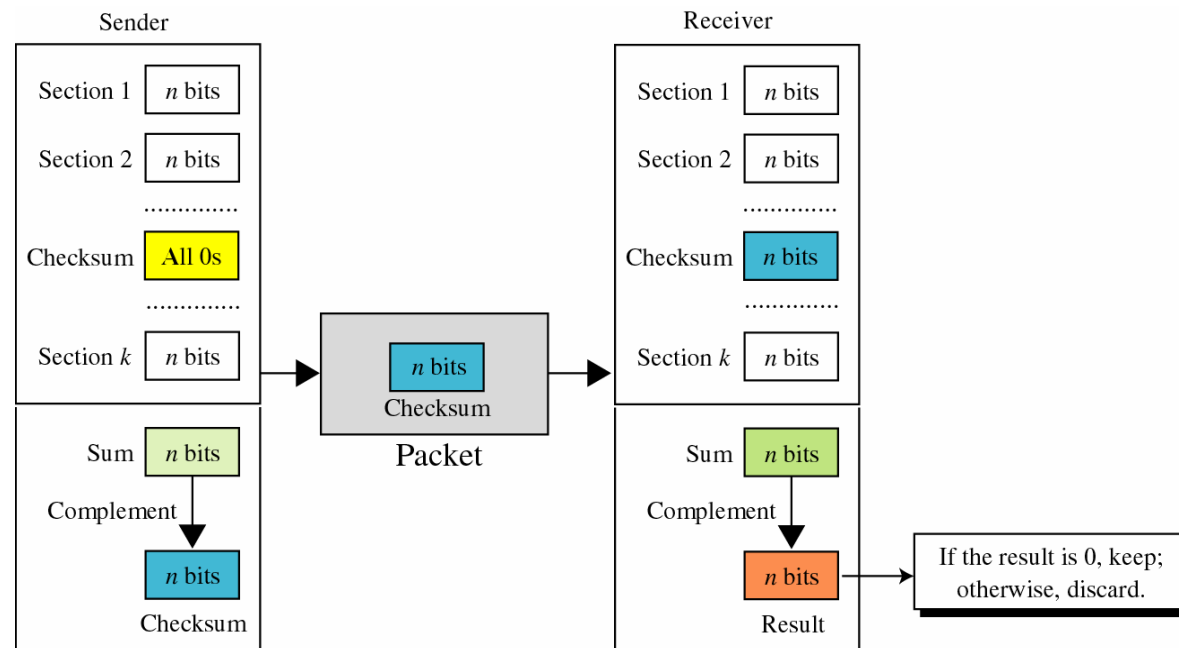 Sender
Section 1 n bits
Section 2 n bits
..............
Checksum All 0s
..............
Section k n bits
Sum n bits
Complement
n bits
Checksum
n bits
Checksum
Packet
Receiver
Section 1 n bits
Section 2 n bits
..............
Checksum n bits
..............
Section k n bits
Sum n bits
Complement
n bits
Result
If the result is 0, keep;
otherwise, discard.